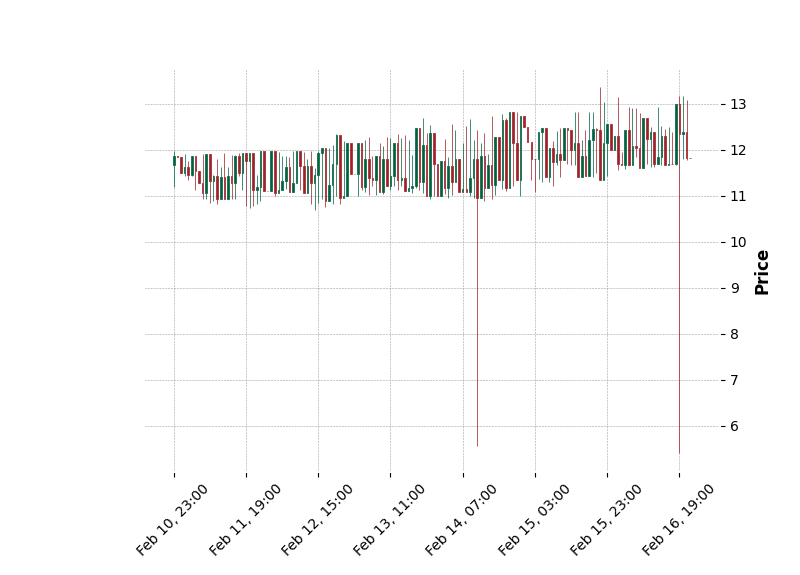 13
12
11
10
9
8
7
6
Price
Feb 10, 23:00
Feb 11, 19:00
Feb 12, 15:00
Feb 13, 11:00
Feb 14, 07:00
Feb 15, 03:00
Feb 15, 23:00
Feb 16, 19:00